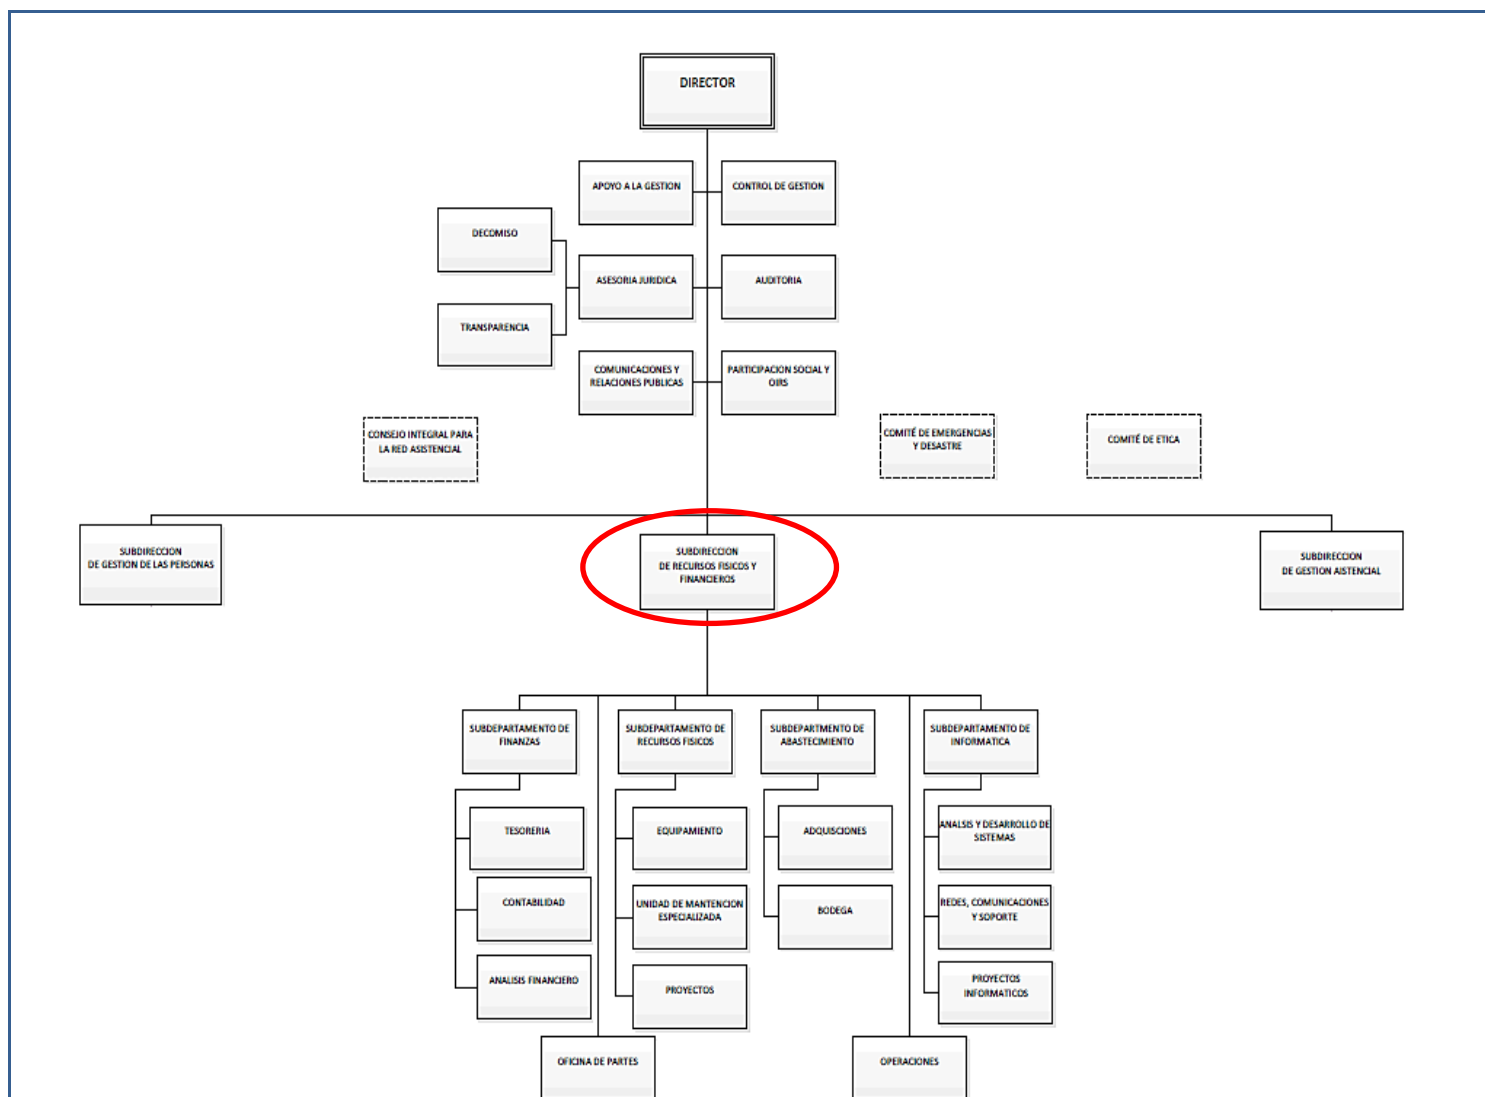 DIRECTOR
APOYO A LA GESTION
CONTROL DE GESTION
DECOMISO
ASESORIA JURIDICA
AUDITORIA
TRANSPARENCIA
COMUNICACIONES Y
RELACIONES PUBLICAS
PARTICIPACION SOCIAL Y
OIRS
CONSEJO INTEGRAL PARA
LA RED ASISTENCIAL
COMITÉ DE EMERGENCIAS
Y DESASTRE
COMITÉ DE ETICA
SUBDIRECCION
DE GESTION DE LAS PERSONAS
SUBDIRECCION
DE RECURSOS FISICOS Y
FINANCIEROS
SUBDIRECCION
DE GESTION AISTENCIAL
SUBDEPARTAMENTO DE
FINANZAS
SUBDEPARTAMENTO DE
RECURSOS FISICOS
SUBDEPARTMENTO DE
ABASTECIMIENTO
SUBDEPARTAMENTO DE
INFORMATICA
TESORERIA
EQUIPAMIENTO
ADQUISCIONES
ANALSIS Y DESARROLLO DE
SISTEMAS
CONTABILIDAD
UNIDAD DE MANTENCION
ESPECIALIZADA
BODEGA
REDES, COMUNICACIONES
Y SOPORTE
ANALISIS FINANCIERO
PROYECTOS
PROYECTOS
INFORMATICOS
OFICINA DE PARTES
OPERACIONES